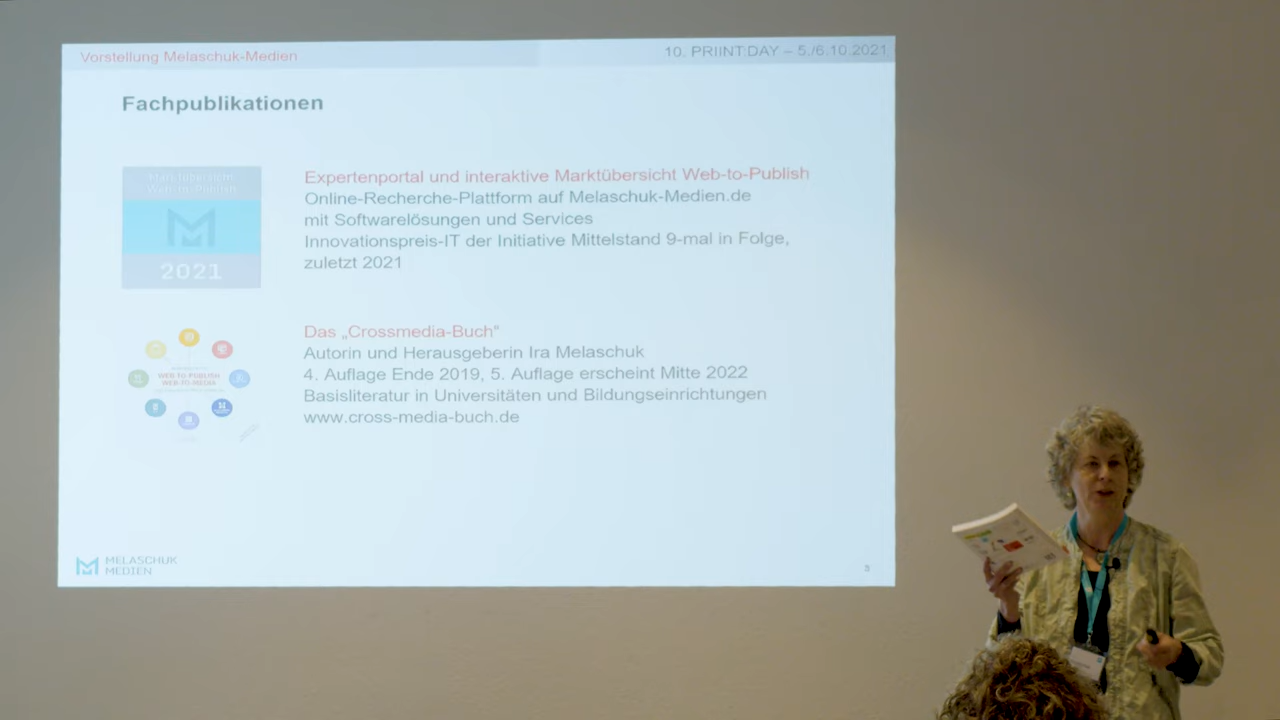 Vorstellung Melaschuk-Medien
10. PRIINT:DAY – 5./6.10.2021
Fachpublikationen
Marktübersicht
Web-to-Publish
2021
Expertenportal und interaktive Marktübersicht Web-to-Publish
Online-Recherche-Plattform auf Melaschuk-Medien.de
mit Softwarelösungen und Services
Innovationspreis-IT der Initiative Mittelstand 9-mal in Folge,
zuletzt 2021
WEB-TO-PUBLISH
WEB-TO-MEDIA
Das „Crossmedia-Buch“
Autorin und Herausgeberin Ira Melaschuk
4. Auflage Ende 2019, 5. Auflage erscheint Mitte 2022
Basisliteratur in Universitäten und Bildungseinrichtungen
www.cross-media-buch.de
MELASCHUK
MEDIEN
3